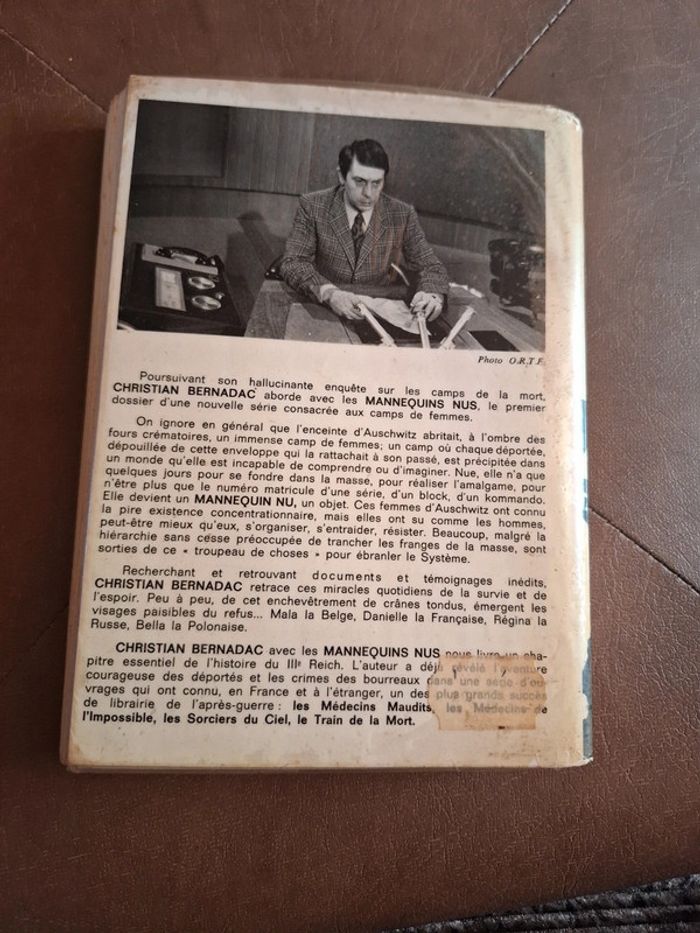 Photo O.R.T.F.
Poursuivant son hallucinante enquête sur les camps de la mort,
CHRISTIAN BERNADAC aborde avec les MANNEQUINS NUS, le premier
dossier d'une nouvelle série consacrée aux camps de femmes.
On ignore en général que l'enceinte d'Auschwitz abritait, à l'ombre des
fours crématoires, un immense camp de femmes; un camp où chaque déportée,
dépouillée de cette enveloppe qui la rattachait à son passé, est précipitée dans
un monde qu'elle est incapable de comprendre ou d'imaginer. Nue, elle n'a que
quelques jours pour se fondre dans la masse, pour réaliser l'amalgame, pour
n'être plus que le numéro matricule d'une série, d'un block, d'un kommando.
Elle devient un MANNEQUIN NU, un objet. Ces femmes d'Auschwitz ont connu
la pire existence concentrationnaire, mais elles ont su comme les hommes,
peut-être mieux qu'eux, s'organiser, s'entraider, résister. Beaucoup, malgré la
hiérarchie sans cesse préoccupée de trancher les franges de la masse, sont
sorties de ce « troupeau de choses » pour ébranler le Système.
Recherchant et retrouvant documents et témoignages inédits,
CHRISTIAN BERNADAC retrace ces miracles quotidiens de la survie et de
l'espoir. Peu à peu, de cet enchevêtrement de crânes tondus, émergent les
visages paisibles du refus... Mala la Belge, Danielle la Française, Régina la
Russe, Bella la Polonaise.
CHRISTIAN BERNADAC avec les MANNEQUINS NUS nous livre un cha-
pitre essentiel de l'histoire du IIIe Reich. L'auteur a déjà révélé l'aventure
courageuse des déportés et les crimes des bourreaux dans une série d'ou-
vrages qui ont connu, en France et à l'étranger, un des plus grands succès
de librairie de l'après-guerre : les Médecins Maudits, les Médecins de
l'Impossible, les Sorciers du Ciel, le Train de la Mort.